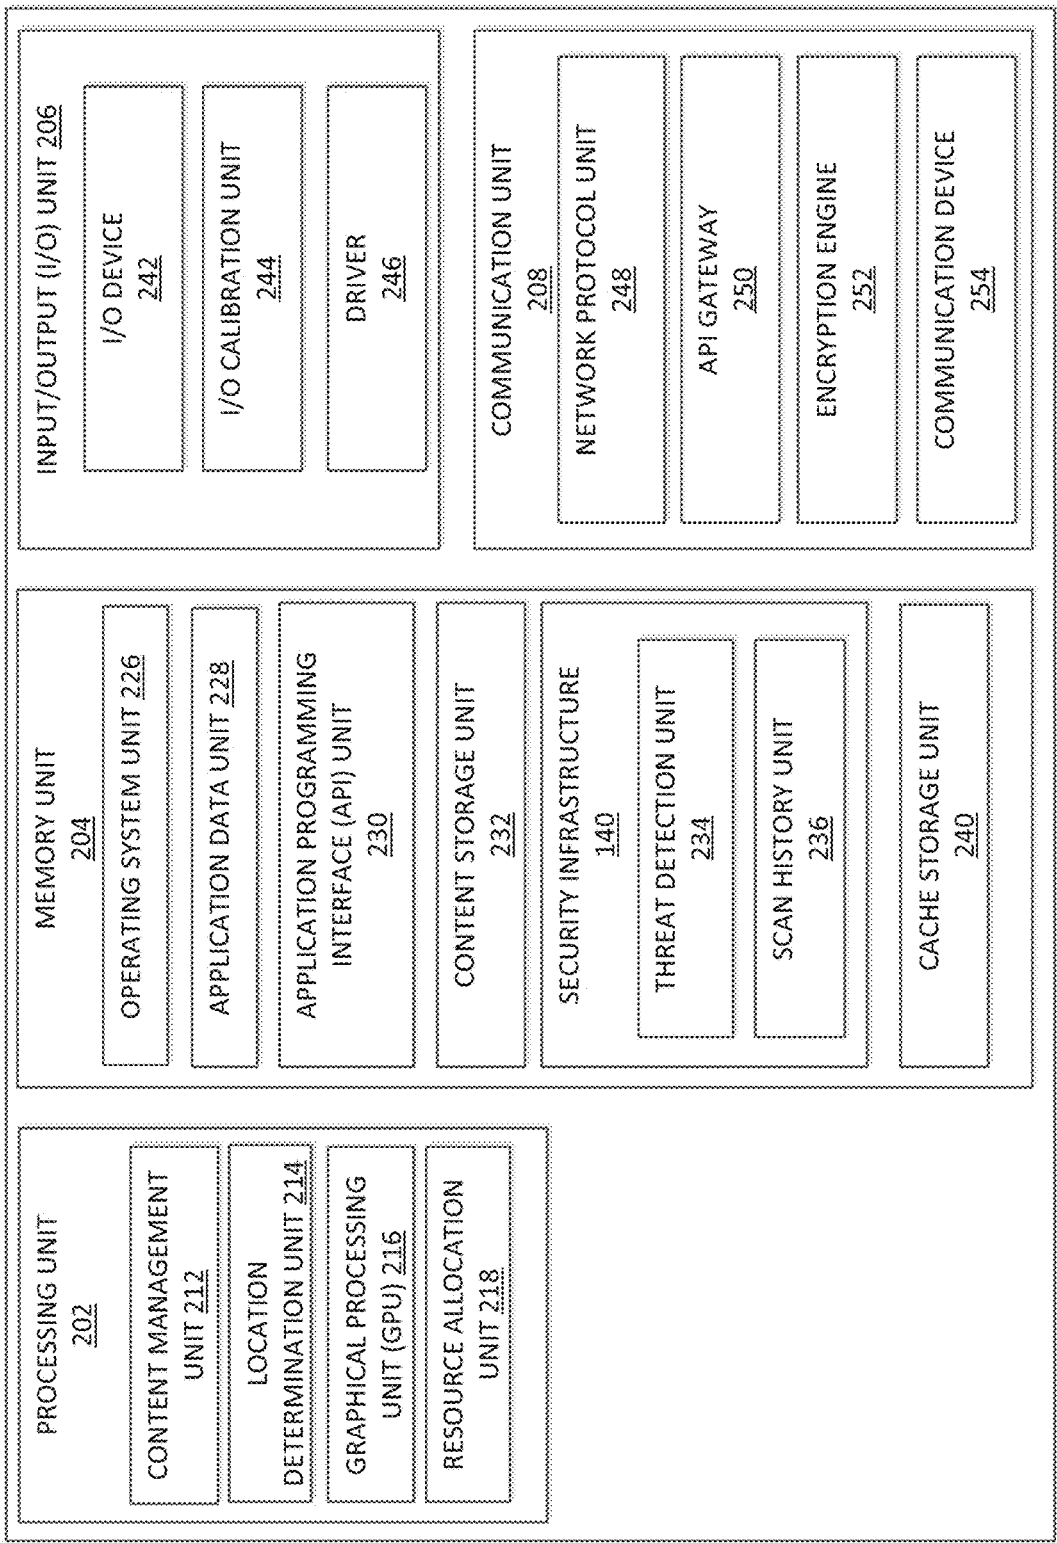 PROCESSING UNIT
202
CONTENT MANAGEMENT
UNIT 212
LOCATION
DETERMINATION UNIT 214
GRAPHICAL PROCESSING
UNIT (GPU) 216
RESOURCE ALLOCATION
UNIT 218
MEMORY UNIT
204
OPERATING SYSTEM UNIT 226
APPLICATION DATA UNIT 228
APPLICATION PROGRAMMING
INTERFACE (API) UNIT
230
CONTENT STORAGE UNIT
232
SECURITY INFRASTRUCTURE
140
THREAT DETECTION UNIT
234
SCAN HISTORY UNIT
236
CACHE STORAGE UNIT
240
INPUT/OUTPUT (I/O) UNIT 206
I/O DEVICE
242
I/O CALIBRATION UNIT
244
DRIVER
246
COMMUNICATION UNIT
208
NETWORK PROTOCOL UNIT
248
API GATEWAY
250
ENCRYPTION ENGINE
252
COMMUNICATION DEVICE
254